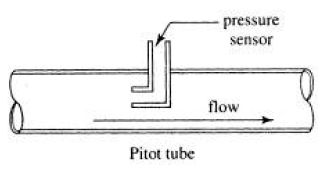 pressure
sensor
flow
Pitot tube